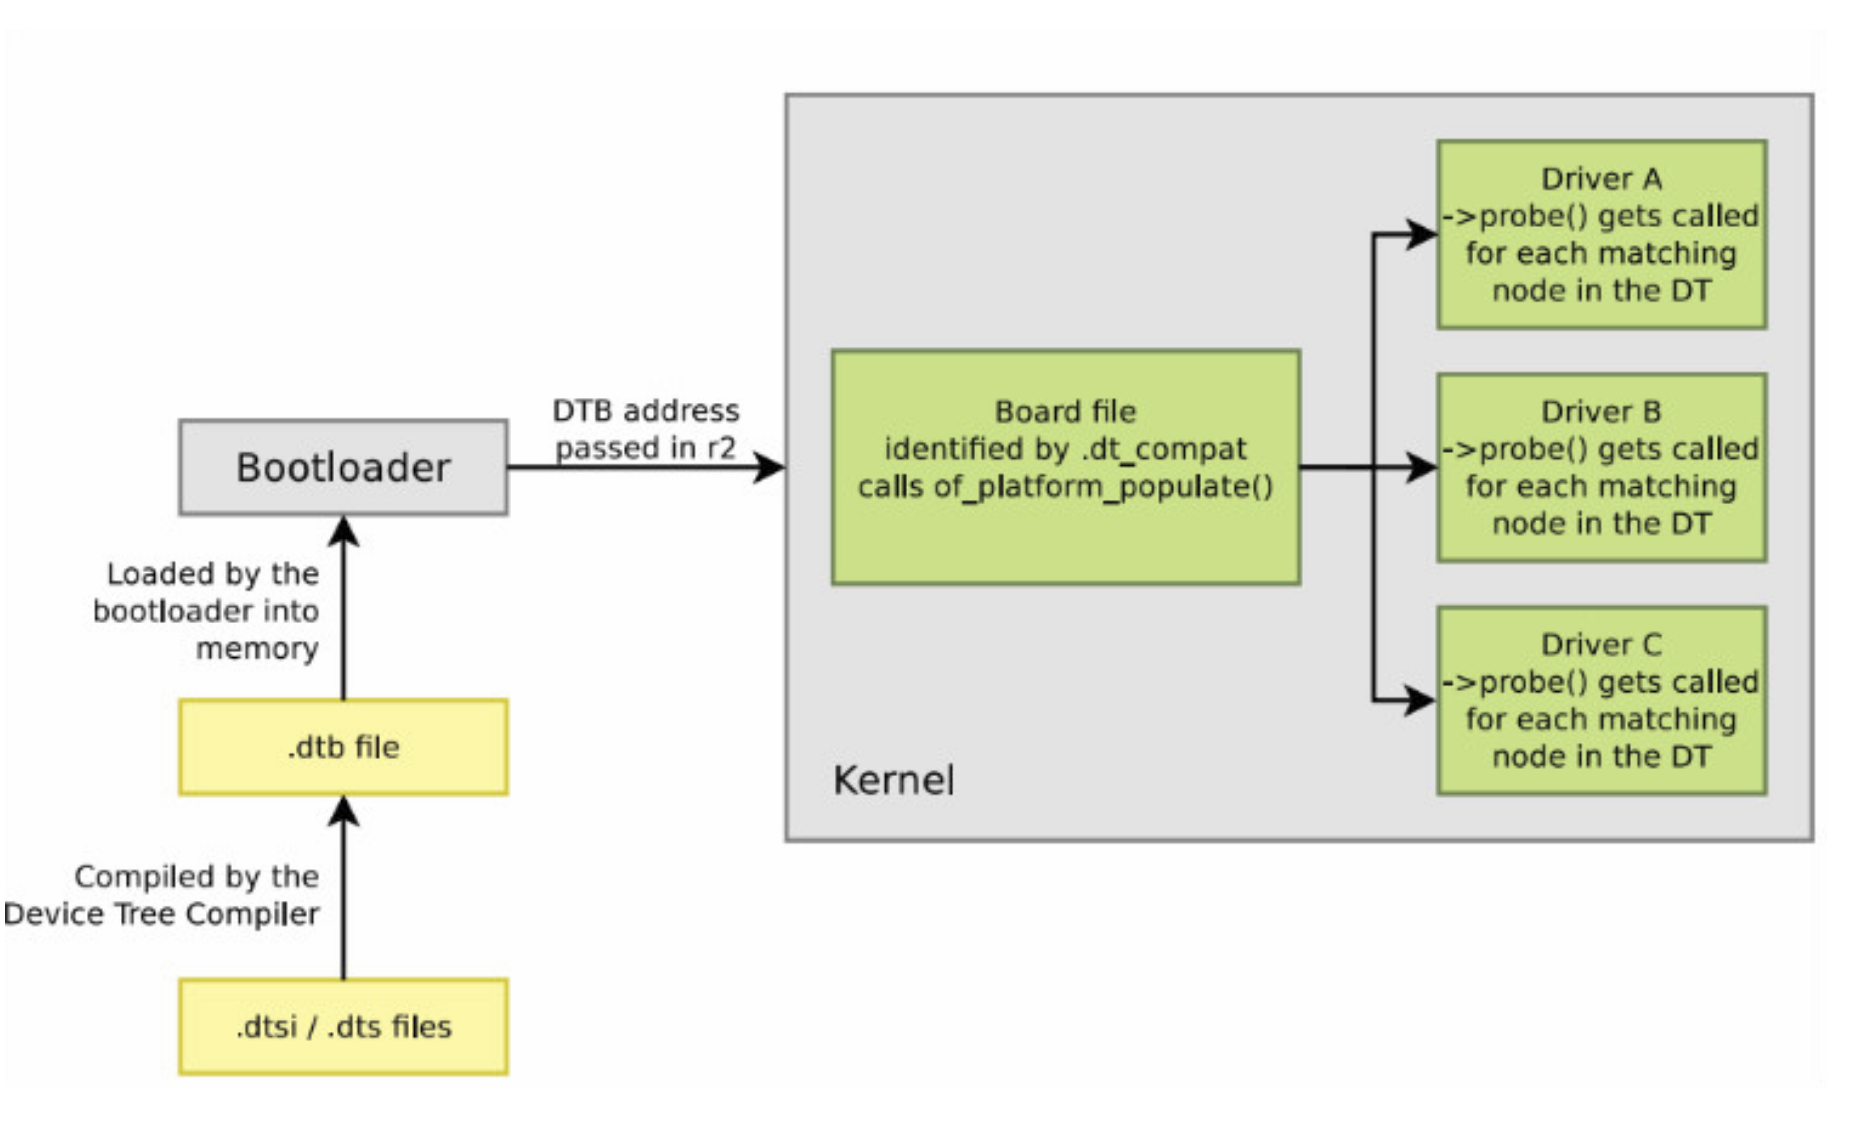 Driver A
->probe() gets called
for each matching
node in the DT
Board file
identified by .dt_compat
calls of_platform_populate()
Driver B
->probe() gets called
for each matching
node in the DT
DTB address
passed in r2
Bootloader
Loaded by the
bootloader into
memory
Driver C
->probe() gets called
for each matching
node in the DT
.dtb file
Kernel
Compiled by the
Device Tree Compiler
.dtsi / .dts files